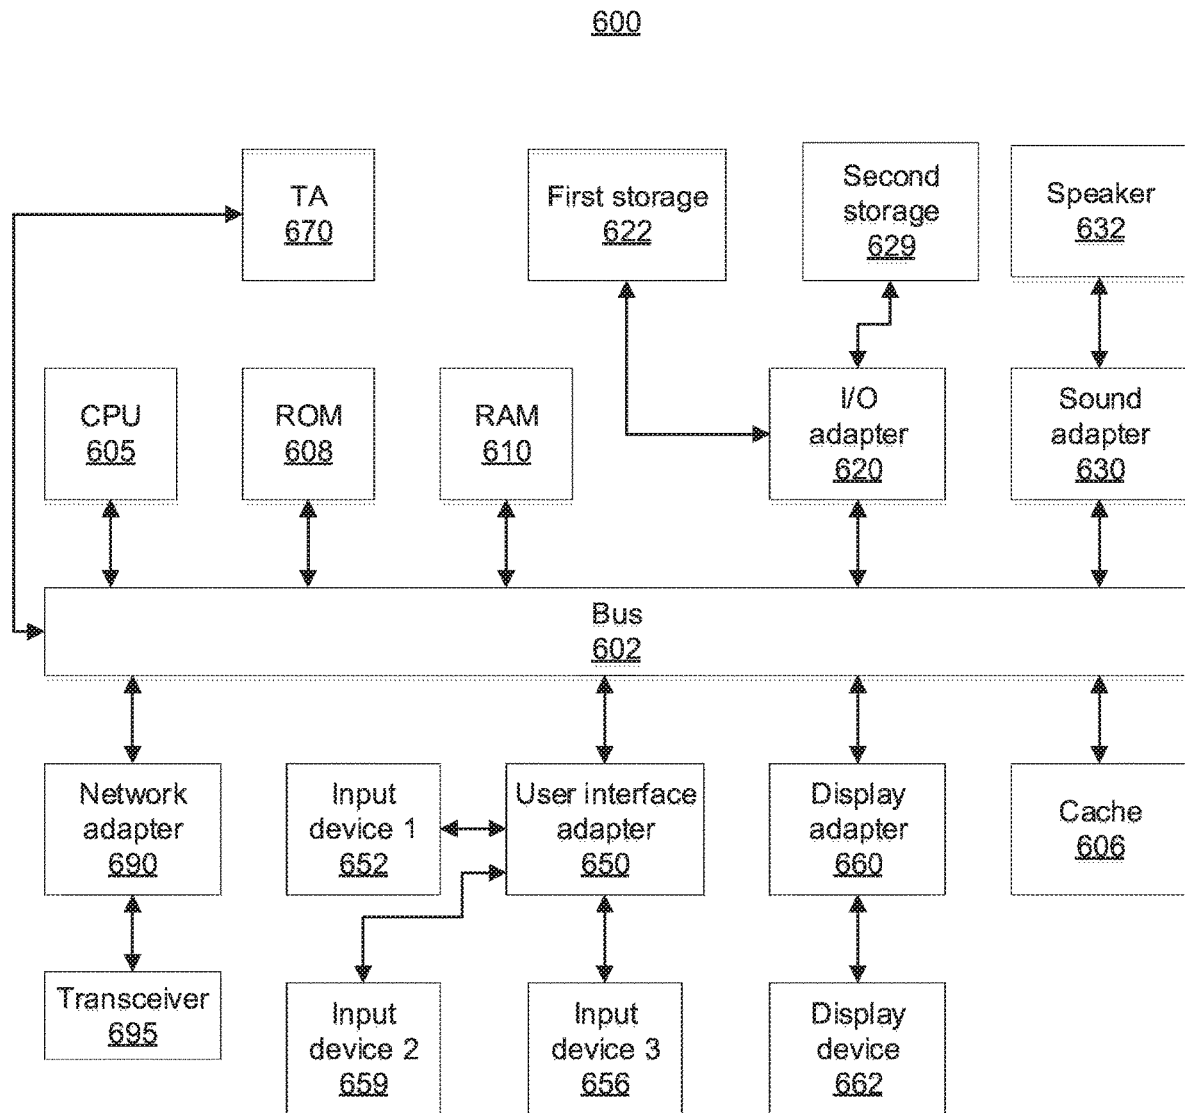 600
TA
670
First storage
622
Second
storage
629
Speaker
632
CPU
605
ROM
608
RAM
610
I/O
adapter
620
Sound
adapter
630
Bus
602
Network
adapter
690
Input
device 1
652
User interface
adapter
650
Display
adapter
660
Cache
606
Transceiver
695
Input
device 2
659
Input
device 3
656
Display
device
662